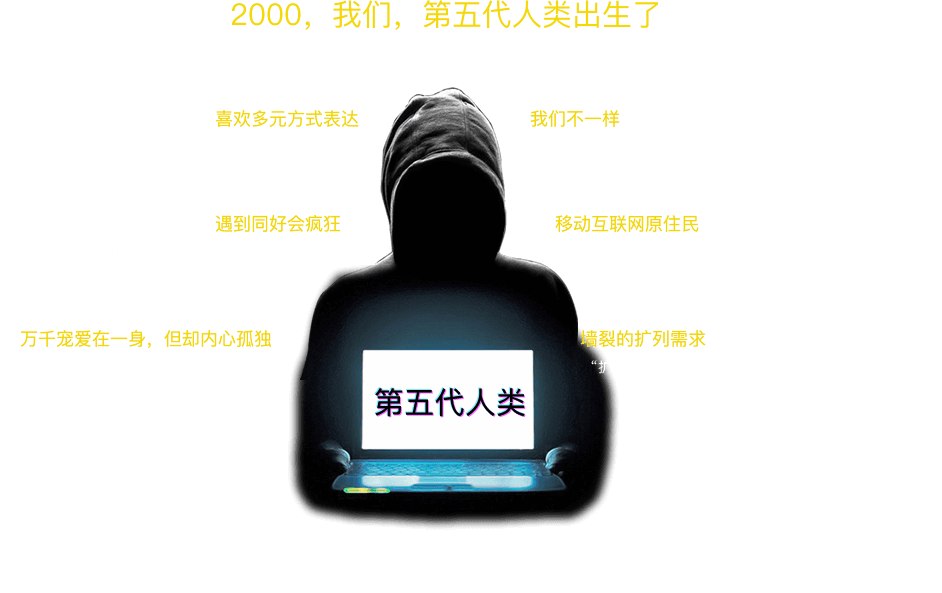 2000，我们，第五代人类出生了
喜欢多元方式表达
我们不一样
遇到同好会疯狂
移动互联网原住民
万千宠爱在一身，但却内心孤独
墙裂的扩列需求
第五代人类